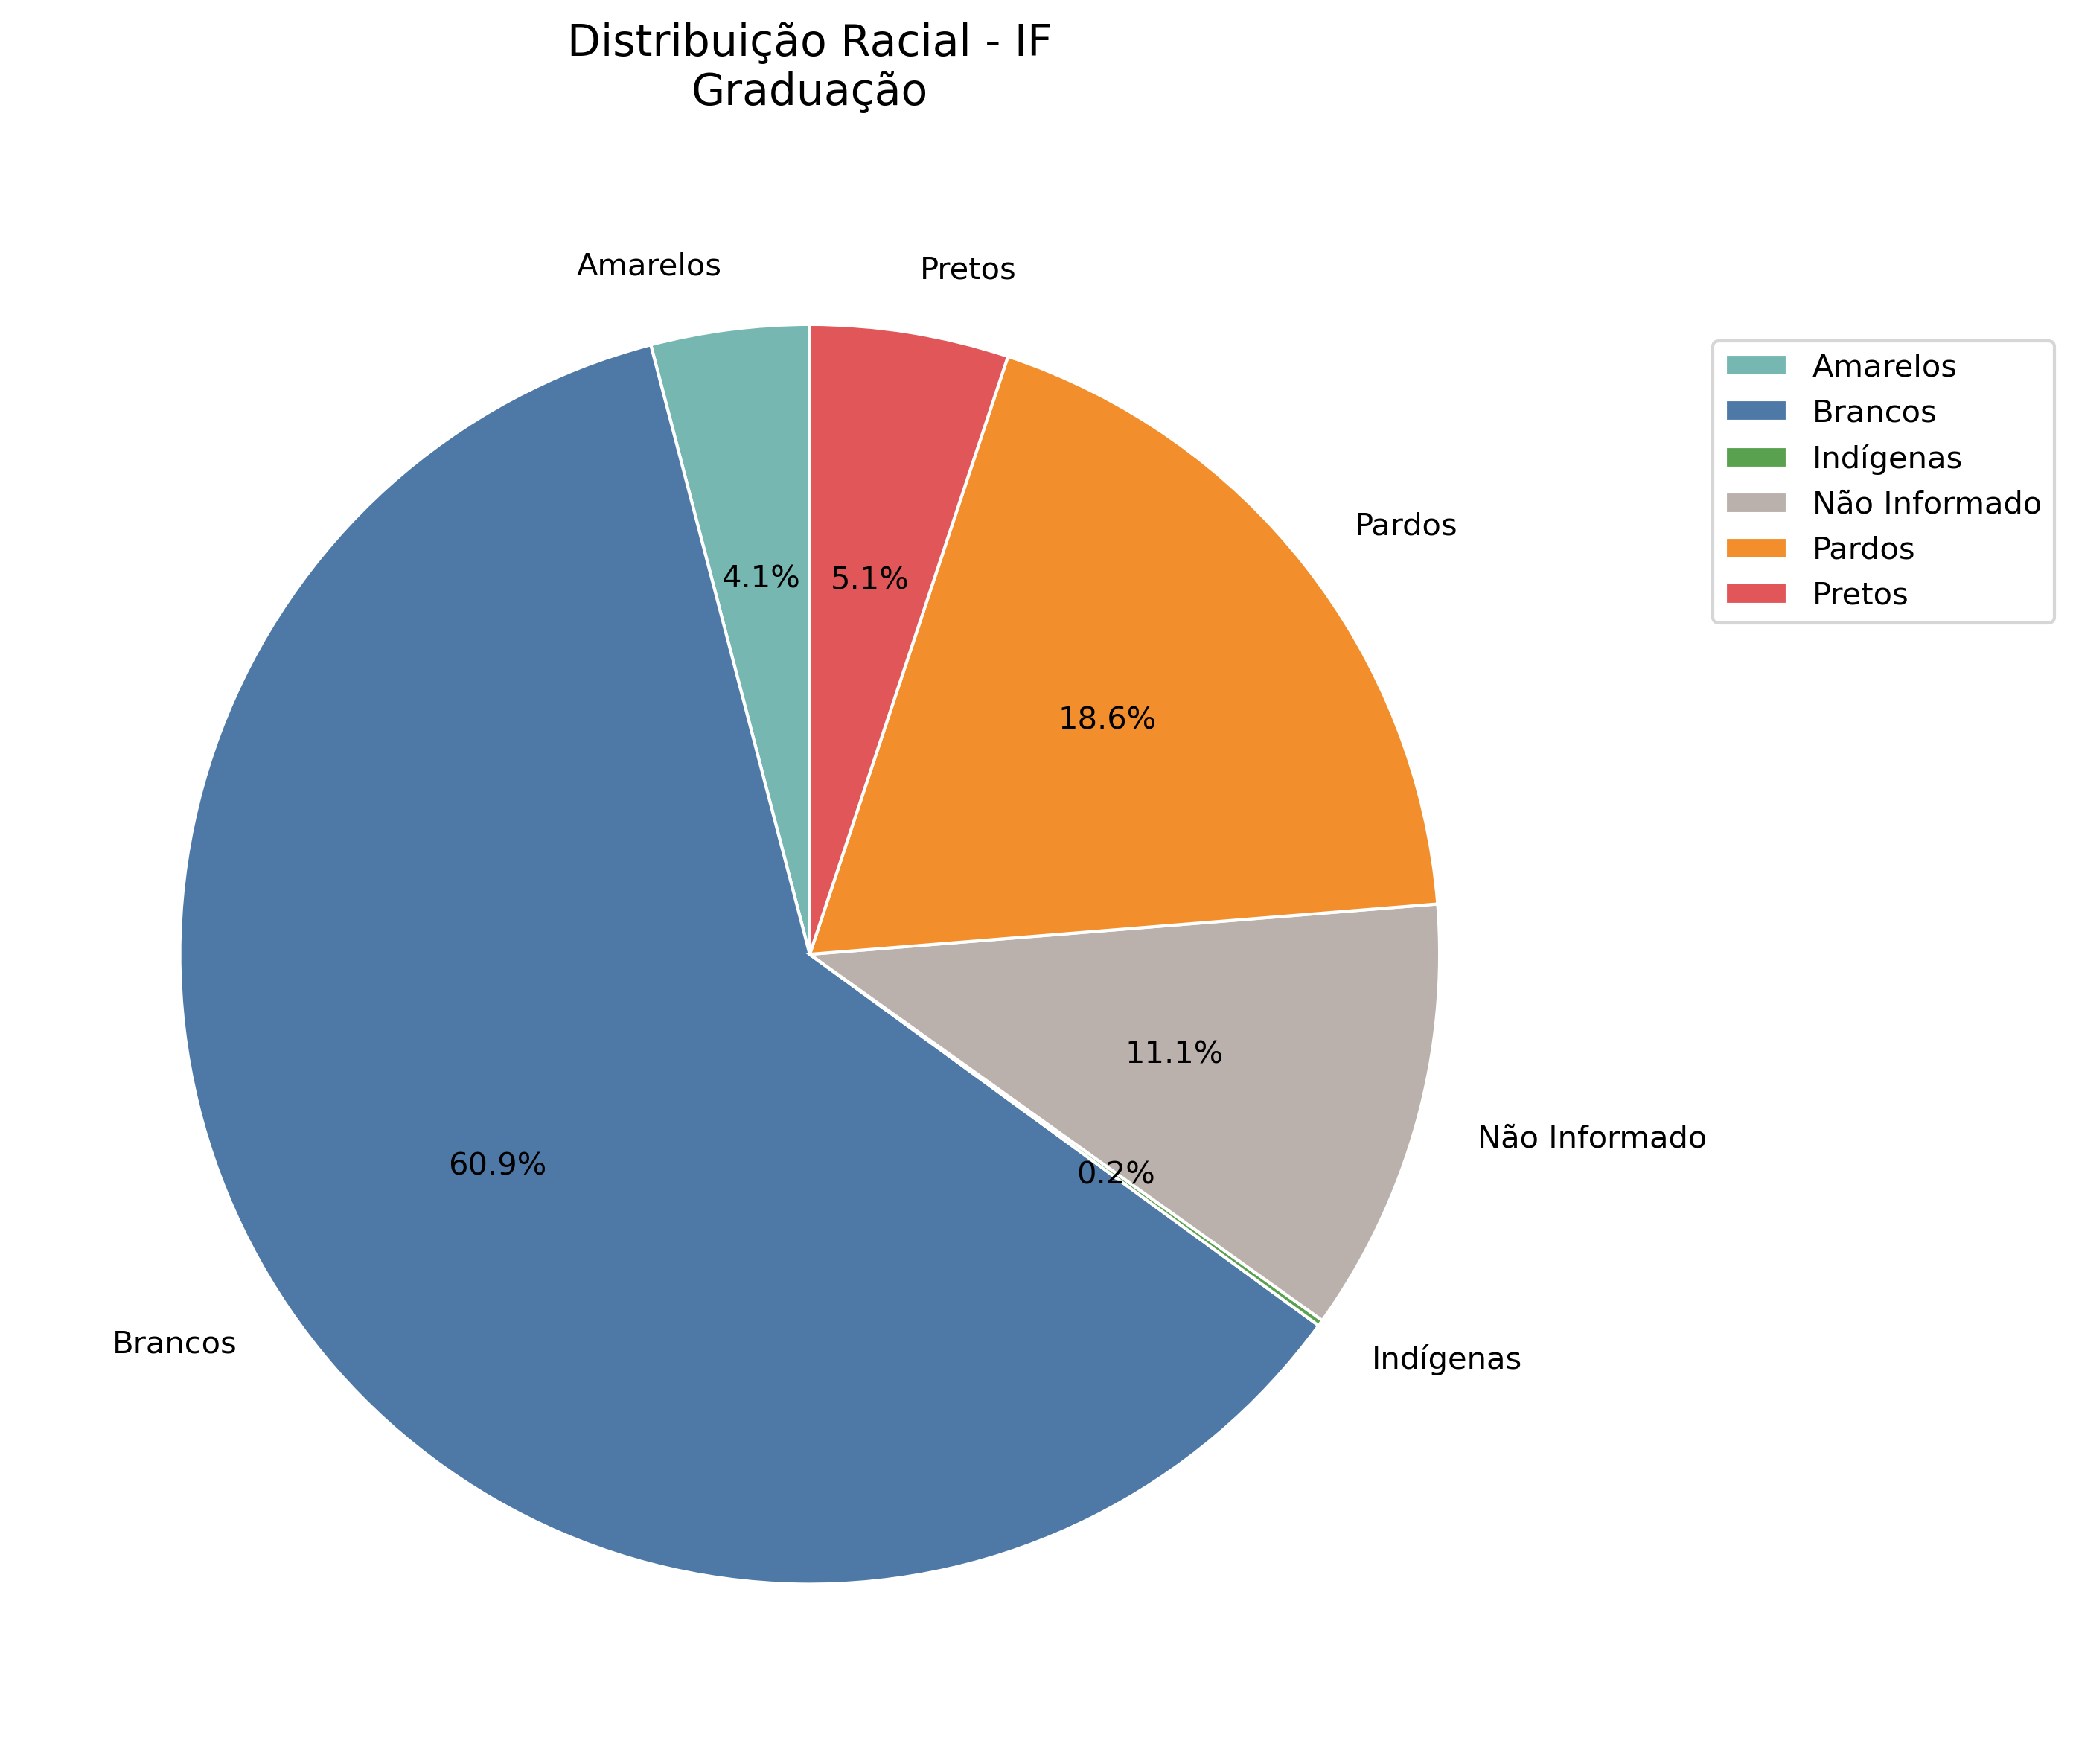 Distribuição Racial - IF
Graduação
Amarelos
Pretos
Pardos
Não Informado
Indígenas
Brancos
4.1%
5.1%
18.6%
11.1%
0.2%
60.9%
Amarelos
Brancos
Indígenas
Não Informado
Pardos
Pretos